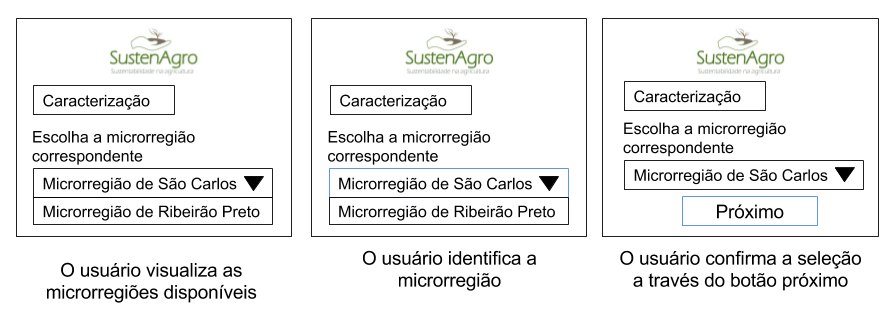 SustenAgro
Sustentabilidade na agricultura
Caracterização
Escolha a microrregião
correspondente
Microrregião de São Carlos
Microrregião de Ribeirão Preto
O usuário visualiza as
microrregiões disponíveis
SustenAgro
Sustentabilidade na agricultura
Caracterização
Escolha a microrregião
correspondente
Microrregião de São Carlos
Microrregião de Ribeirão Preto
O usuário identifica a
microrregião
SustenAgro
Sustentabilidade na agricultura
Caracterização
Escolha a microrregião
correspondente
Microrregião de São Carlos
Próximo
O usuário confirma a seleção
a través do botão próximo